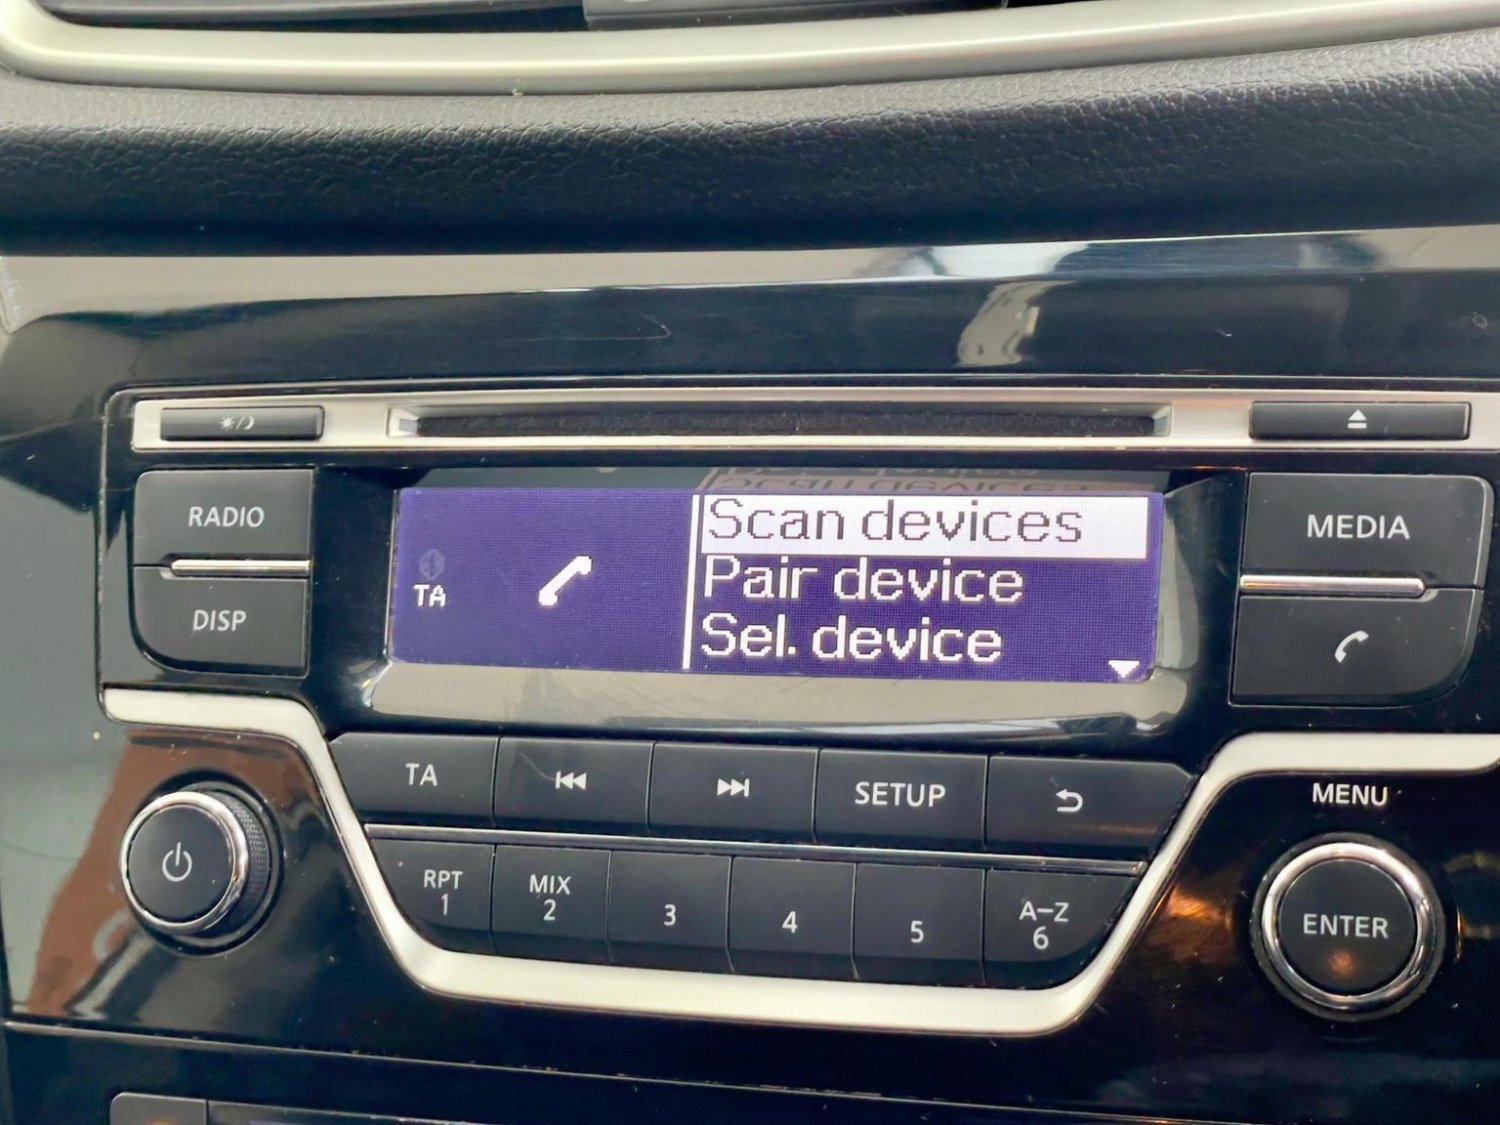 RADIO
DISP
TA
Scan devices
Pair device
Sel. device
MEDIA
TA
SETUP
MENU
RPT
1
MIX
2
3
4
5
A-Z
6
ENTER